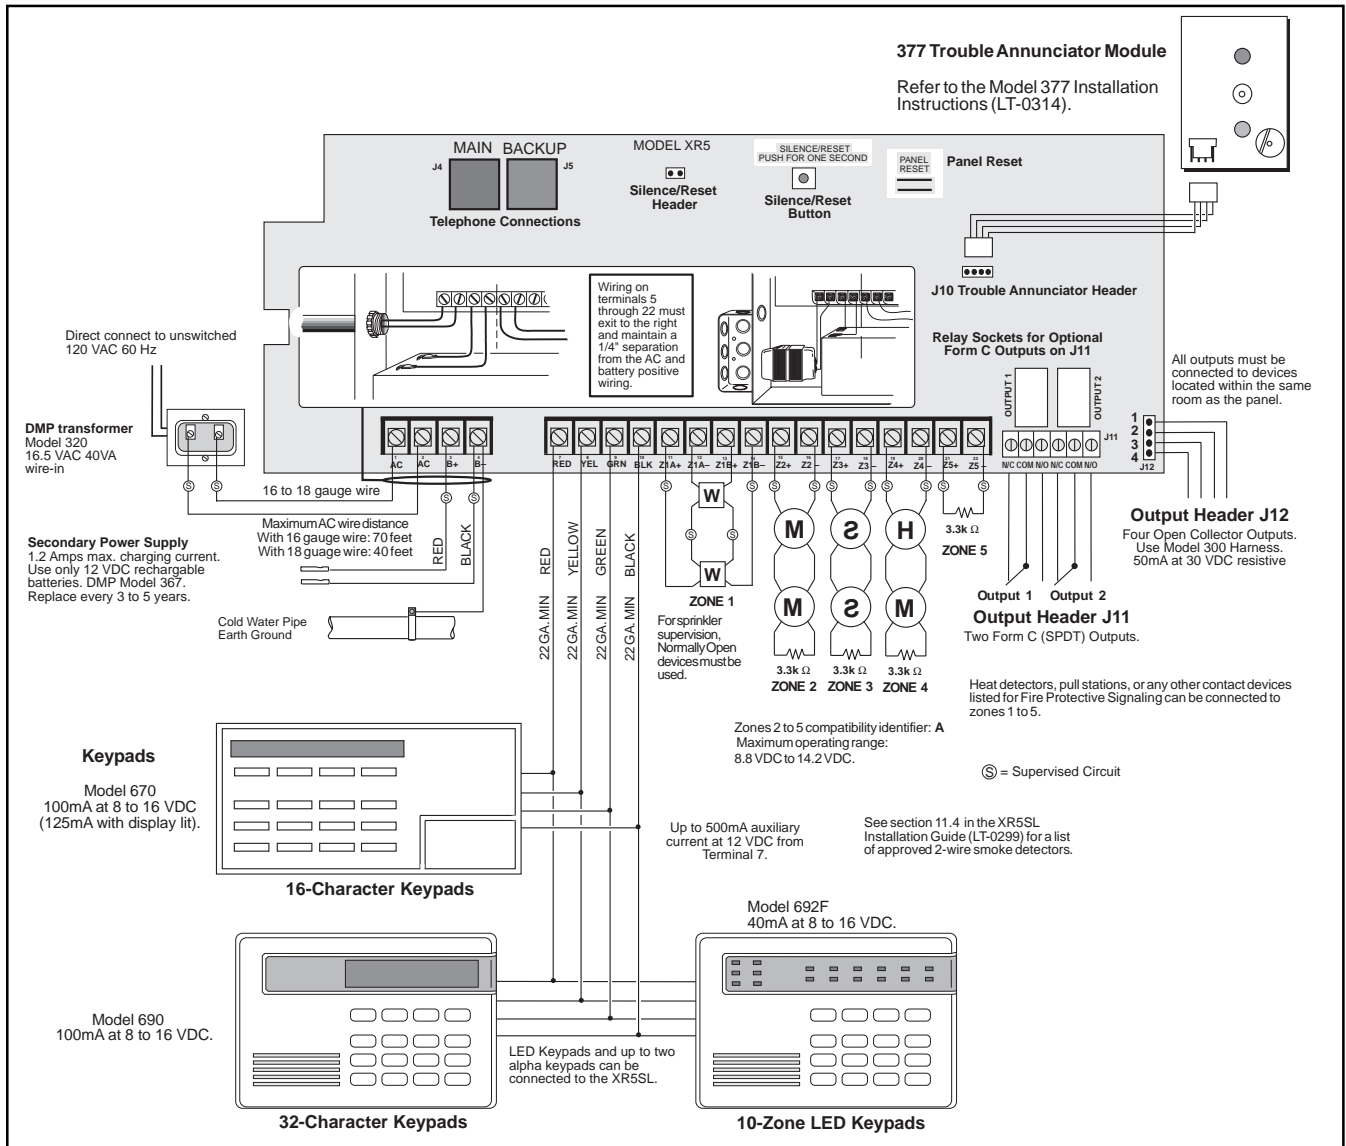 377 Trouble Annunciator Module
Refer to the Model 377 Installation
Instructions (LT-0314).
MAIN BACKUP
J4
J5
Telephone Connections
MODEL XR5
Silence/Reset
Header
SILENCE/RESET
PUSH FOR ONE SECOND
Silence/Reset
Button
PANEL
RESET
Panel Reset
J10 Trouble Annunciator Header
Wiring on
terminals 5
through 22 must
exit to the right
and maintain a
1/4" separation
from the AC and
battery positive
wiring.
Relay Sockets for Optional
Form C Outputs on J11
OUTPUT 1
OUTPUT 2
J11
N/C COM N/O N/C COM N/O
1
2
3
4
J12
All outputs must be
connected to devices
located within the same
room as the panel.
Direct connect to unswitched
120 VAC 60 Hz
DMP transformer
Model 320
16.5 VAC 40VA
wire-in
1 2 3 4
AC AC B+ B–
7 8 9 10 11 12 13 14 15 16 17 18 19 20 21 22
RED YEL GRN BLK Z1A+ Z1A– Z1B+ Z1B– Z2+ Z2 – Z3+ Z3 – Z4+ Z4 – Z5+ Z5 –
S S S S S S S S S S S S S S S S
16 to 18 gauge wire
Maximum AC wire distance
With 16 gauge wire: 70 feet
With 18 guage wire: 40 feet
RED
BLACK
Secondary Power Supply
1.2 Amps max. charging current.
Use only 12 VDC rechargable
batteries. DMP Model 367.
Replace every 3 to 5 years.
Cold Water Pipe
Earth Ground
22 GA. MIN RED
22 GA. MIN YELLOW
22 GA. MIN GREEN
22 GA. MIN BLACK
W
W
ZONE 1
For sprinkler
supervision,
Normally Open
devices must be
used.
M
M
3.3k Ω
ZONE 2
S
S
3.3k Ω
ZONE 3
H
M
3.3k Ω
ZONE 4
3.3k Ω
ZONE 5
Output 1 Output 2
Output Header J11
Two Form C (SPDT) Outputs.
Output Header J12
Four Open Collector Outputs.
Use Model 300 Harness.
50mA at 30 VDC resistive
Heat detectors, pull stations, or any other contact devices
listed for Fire Protective Signaling can be connected to
zones 1 to 5.
Zones 2 to 5 compatibility identifier: A
Maximum operating range:
8.8 VDC to 14.2 VDC.
S = Supervised Circuit
Keypads
Model 670
100mA at 8 to 16 VDC
(125mA with display lit).
16-Character Keypads
Up to 500mA auxiliary
current at 12 VDC from
Terminal 7.
See section 11.4 in the XR5SL
Installation Guide (LT-0299) for a list
of approved 2-wire smoke detectors.
Model 692F
40mA at 8 to 16 VDC.
Model 690
100mA at 8 to 16 VDC.
LED Keypads and up to two
alpha keypads can be
connected to the XR5SL.
32-Character Keypads
10-Zone LED Keypads